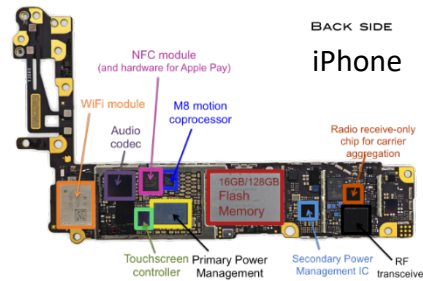 BACK SIDE
iPhone
NFC module
(and hardware for Apple Pay)
WiFi module
Audio
codec
M8 motion
coprocessor
Radio receive-only
chip for carrier
aggregation
16GB/128GB
Flash
Memory
Touchscreen
controller
Primary Power
Management
Secondary Power
Management IC
RF
transceive